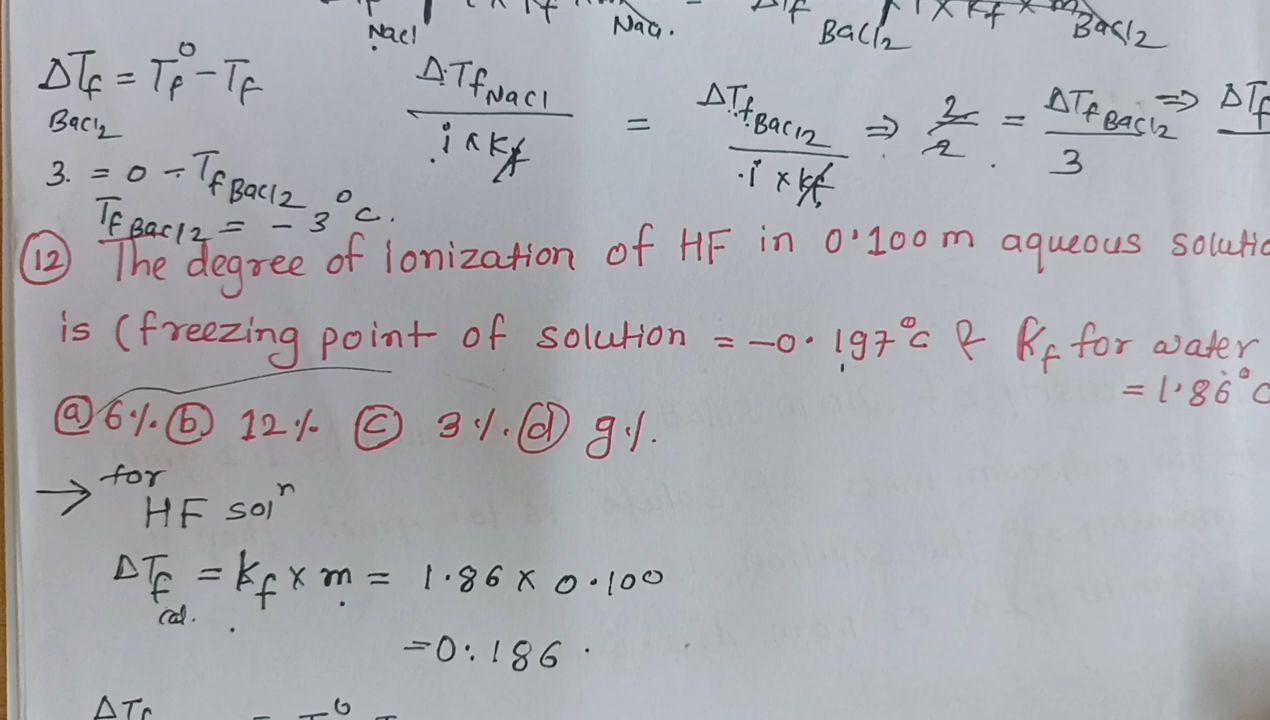 NaCl NaCl. BaCl2 BaCl2
ΔTf = Tf° - Tf
BaCl2
ΔTf NaCl / i × Kf = ΔTf BaCl2 / i × Kf ⇒ 2/2 = ΔTf BaCl2 / 3 ⇒ ΔTf
3. = 0 - Tf BaCl2
Tf BaCl2 = -3°C.
(12) The degree of Ionization of HF in 0.100 m aqueous
is (freezing point of solution = -0.197°C & Kf for water
= 1.86°C
(a) 6% (b) 12% (c) 3%. (d) 9%.
→ for
HF solⁿ
ΔTf = Kf × m = 1.86 × 0.100
cal.
= 0.186